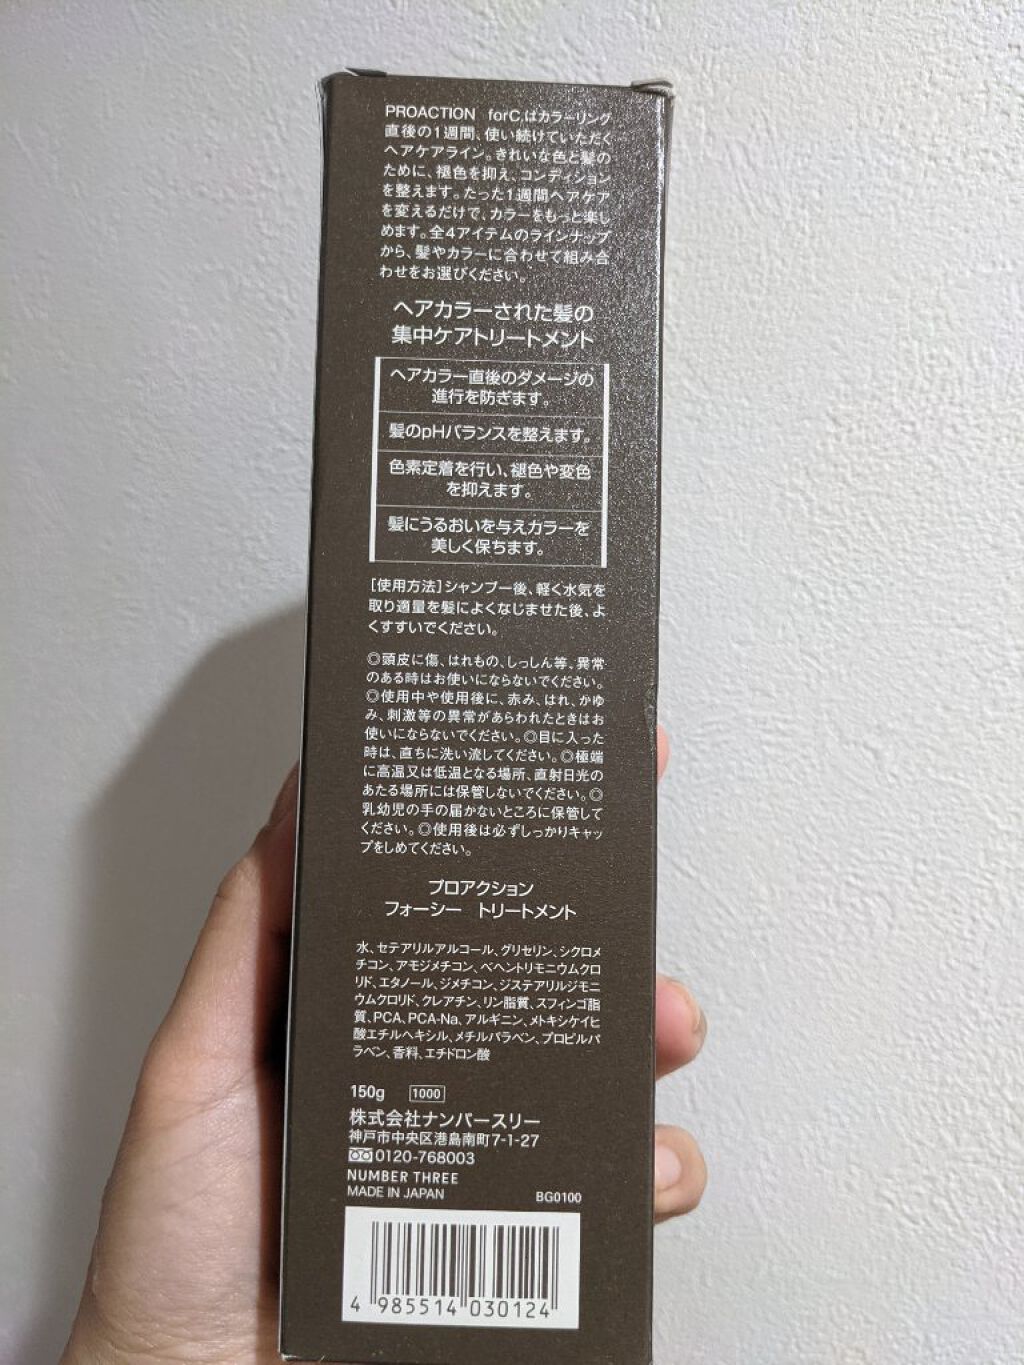 PROACTION forC.はカラーリング
直後の1週間、使い続けていただく
ヘアケアライン。きれいな色と髪の
ために、褪色を抑え、コンディション
を整えます。たった1週間ヘアケア
を変えるだけで、カラーをもっと楽し
めます。全4アイテムのラインナップ
から、髪やカラーに合わせて組み合
わせをお選びください。
ヘアカラーされた髪の
集中ケアトリートメント
ヘアカラー直後のダメージの
進行を防ぎます。
髪のpHバランスを整えます。
色素定着を行い、褪色や変色
を抑えます。
髪にうるおいを与えカラーを
美しく保ちます。
[使用方法]シャンプー後、軽く水気を
取り適量を髪によくなじませた後、よ
くすすいでください。
◎頭皮に傷、はれもの、しっしん等、異常
のある時はお使いにならないでください。
◎使用中や使用後に、赤み、はれ、かゆ
み、刺激等の異常があらわれたときはお
使いにならないでください。◎目に入った
時は、直ちに洗い流してください。◎極端
に高温又は低温となる場所、直射日光の
あたる場所には保管しないでください。◎
乳幼児の手の届かないところに保管して
ください。◎使用後は必ずしっかりキャッ
プをしめてください。
プロアクション
フォーシー トリートメント
水、セテアリルアルコール、グリセリン、シクロメ
チコン、アモジメチコン、ベヘントリモニウムクロ
リド、エタノール、ジメチコン、ジステアリルジモニ
ウムクロリド、クレアチン、リン脂質、スフィンゴ脂
質、PCA、PCA-Na、アルギニン、メトキシケイヒ
酸エチルヘキシル、メチルパラベン、プロピルパ
ラベン、香料、エチドロン酸
150g 1000
株式会社ナンバースリー
神戸市中央区港島南町7-1-27
0120-768003
NUMBER THREE
MADE IN JAPAN BG0100
4 985514 030124